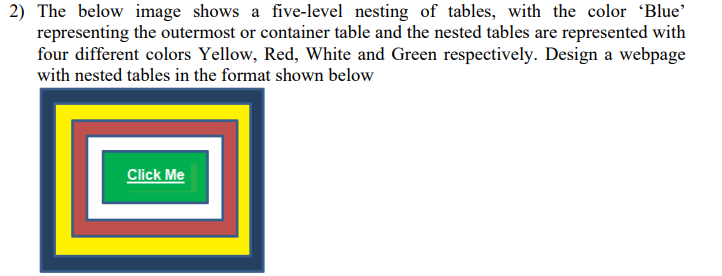 2) The below image shows a five-level nesting of tables, with the color ‘Blue’
representing the outermost or container table and the nested tables are represented with
four different colors Yellow, Red, White and Green respectively. Design a webpage
with nested tables in the format shown below
Click Me